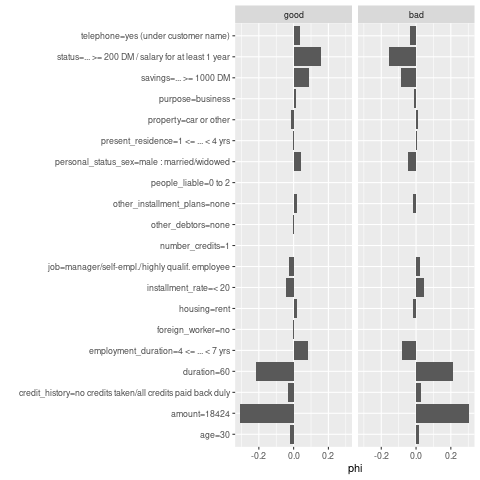 good bad
telephone=yes (under customer name)
status=... >= 200 DM / salary for at least 1 year
savings=... >= 1000 DM
purpose=business
property=car or other
present_residence=1 <= ... < 4 yrs
personal_status_sex=male : married/widowed
people_liable=0 to 2
other_installment_plans=none
other_debtors=none
number_credits=1
job=manager/self-empl./highly qualif. employee
installment_rate=< 20
housing=rent
foreign_worker=no
employment_duration=4 <= ... < 7 yrs
duration=60
credit_history=no credits taken/all credits paid back duly
amount=18424
age=30
-0.2 0.0 0.2 -0.2 0.0 0.2
phi